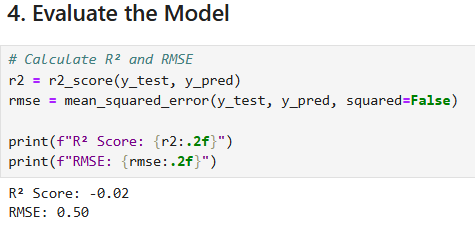 4. Evaluate the Model
# Calculate R² and RMSE
r2 = r2_score(y_test, y_pred)
rmse = mean_squared_error(y_test, y_pred, squared=False)
print(f"R² Score: {r2:.2f}")
print(f"RMSE: {rmse:.2f}")
R² Score: -0.02
RMSE: 0.50